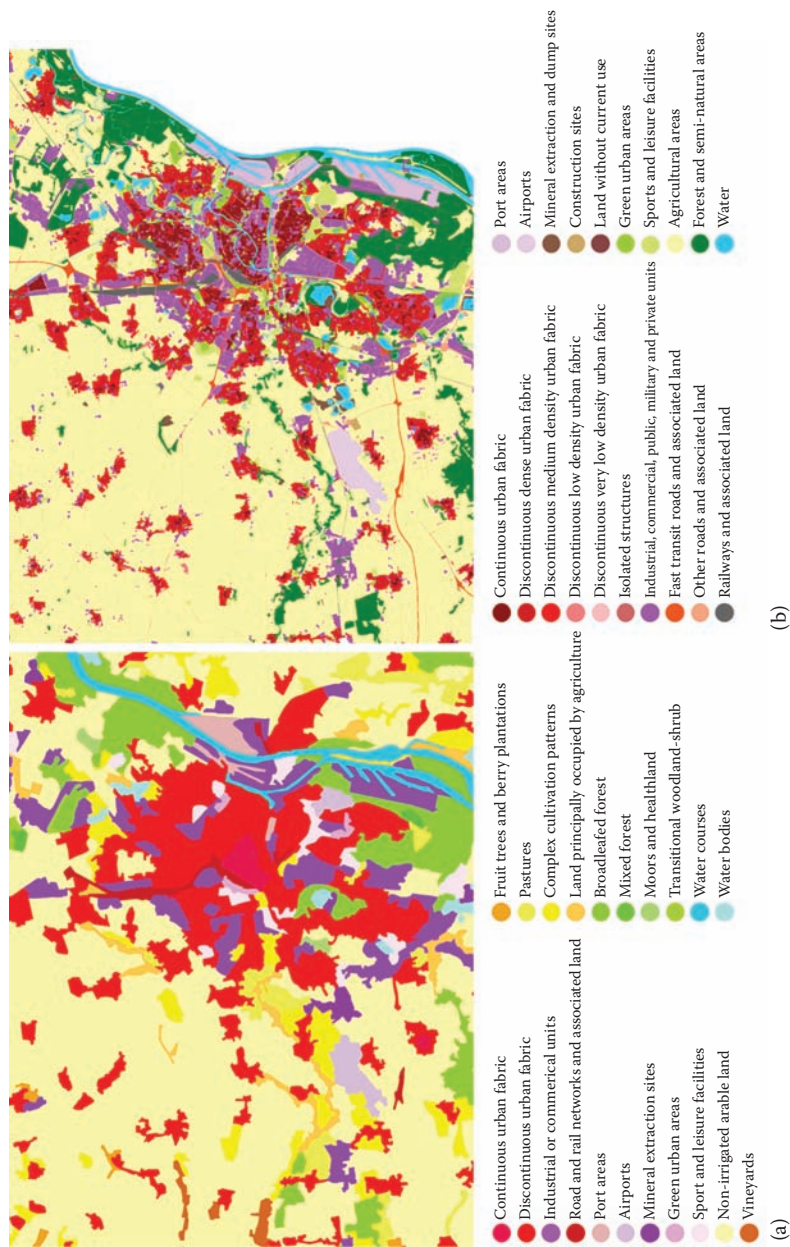 Continuous urban fabric
Discontinuous urban fabric
Industrial or commerical units
Road and rail networks and associated land
Port areas
Airports
Mineral extraction sites
Green urban areas
Sport and leisure facilities
Non-irrigated arable land
Vineyards
Fruit trees and berry plantations
Pastures
Complex cultivation patterns
Land principally occupied by agriculture
Broadleafed forest
Mixed forest
Moors and healthland
Transitional woodland-shrub
Water courses
Water bodies
(a)
Continuous urban fabric
Discontinuous dense urban fabric
Discontinuous medium density urban fabric
Discontinuous low density urban fabric
Discontinuous very low density urban fabric
Isolated structures
Industrial, commercial, public, military and private units
Fast transit roads and associated land
Other roads and associated land
Railways and associated land
Port areas
Airports
Mineral extraction and dump sites
Construction sites
Land without current use
Green urban areas
Sports and leisure facilities
Agricultural areas
Forest and semi-natural areas
Water
(b)